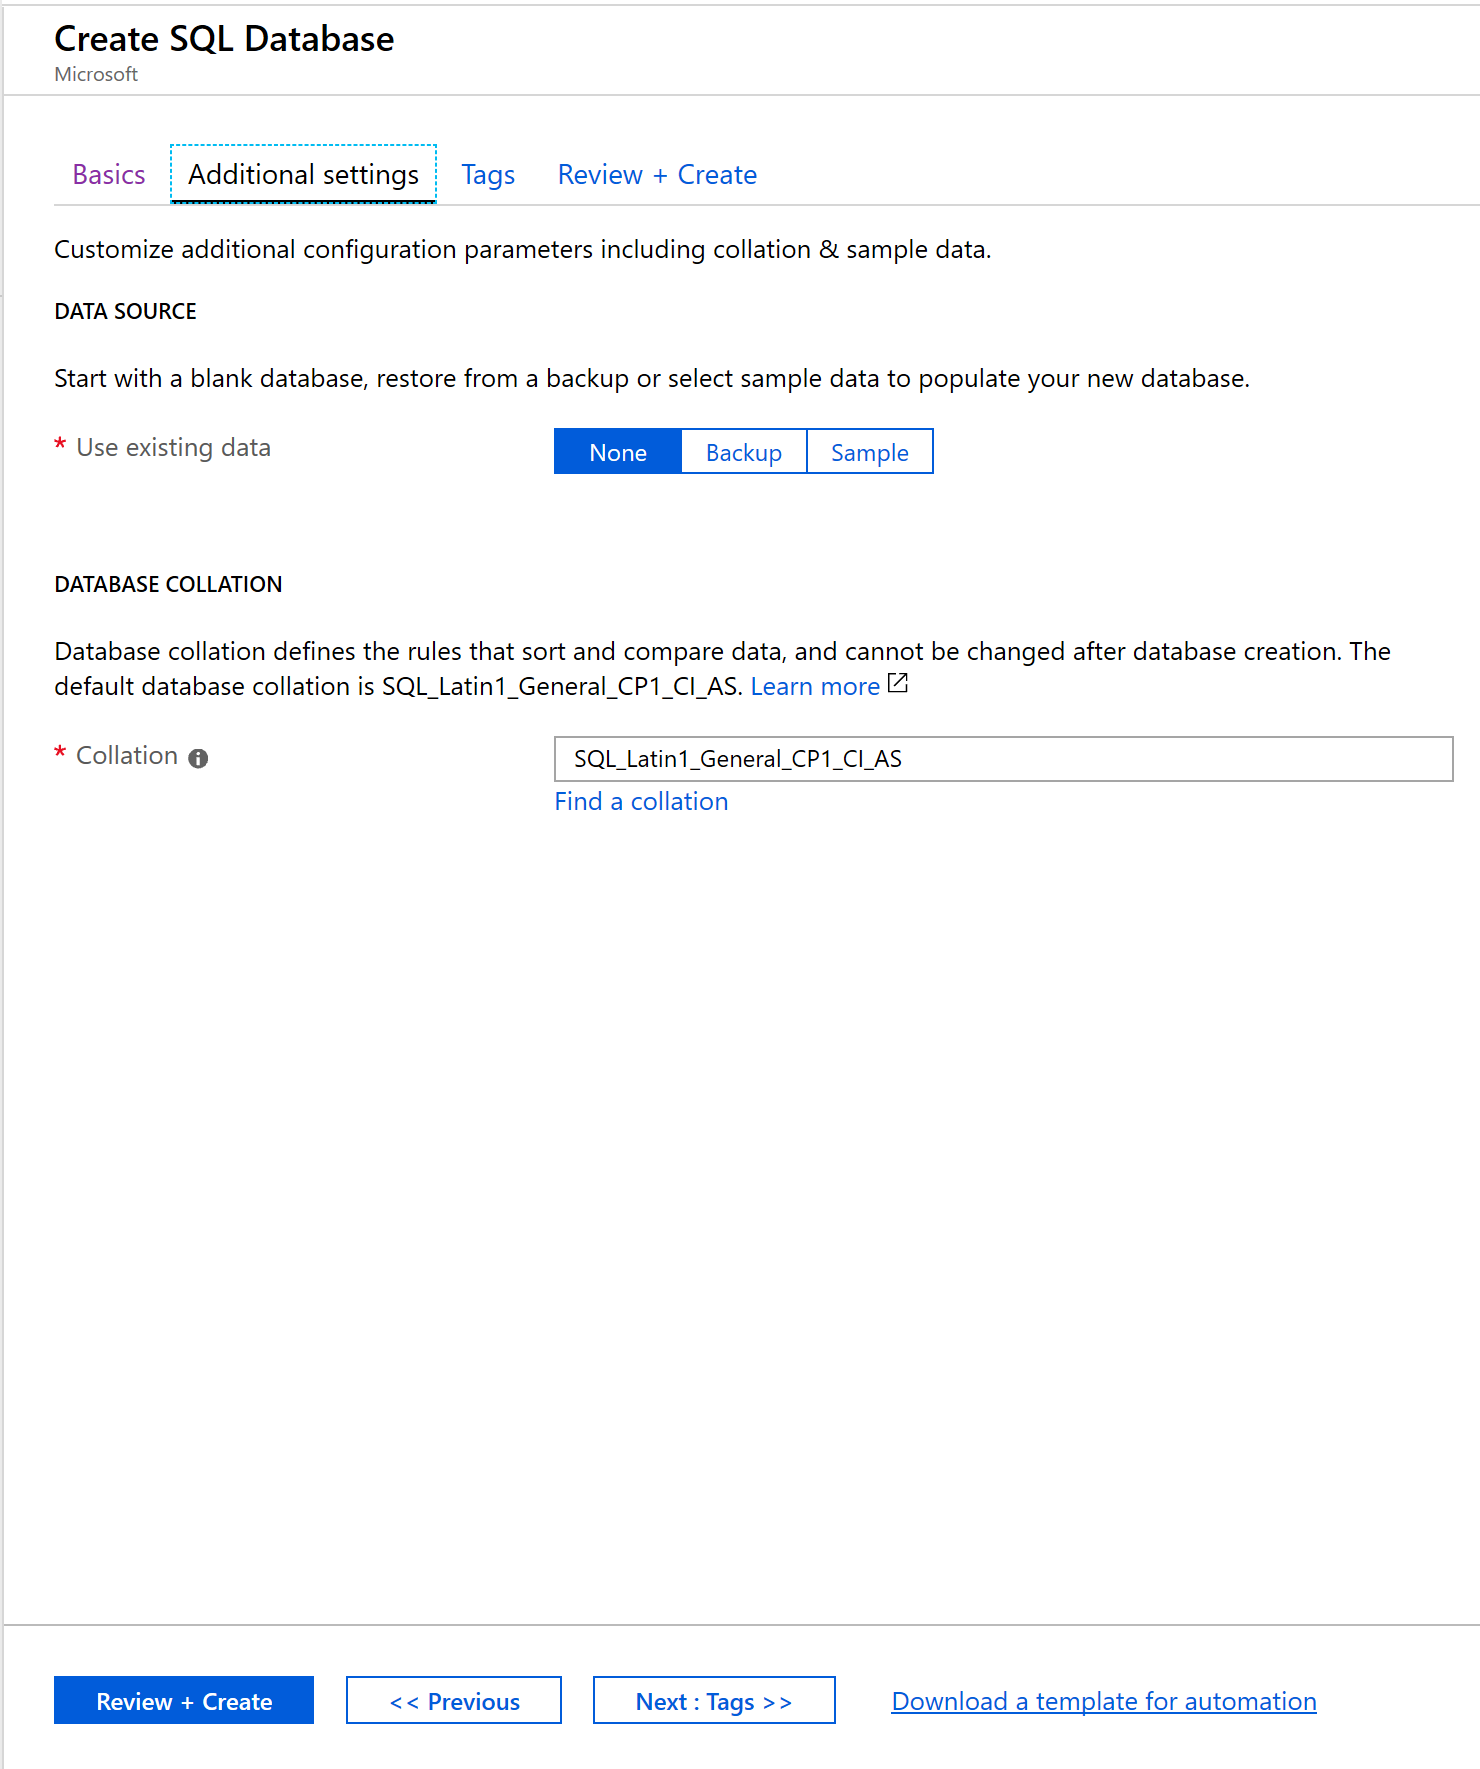 Create SQL Database
Microsoft
Basics Additional settings Tags Review + Create
Customize additional configuration parameters including collation & sample data.
DATA SOURCE
Start with a blank database, restore from a backup or select sample data to populate your new database.
* Use existing data None Backup Sample
DATABASE COLLATION
Database collation defines the rules that sort and compare data, and cannot be changed after database creation. The
default database collation is SQL_Latin1_General_CP1_CI_AS. Learn more
* Collation SQL_Latin1_General_CP1_CI_AS
Find a collation
Review + Create << Previous Next : Tags >> Download a template for automation